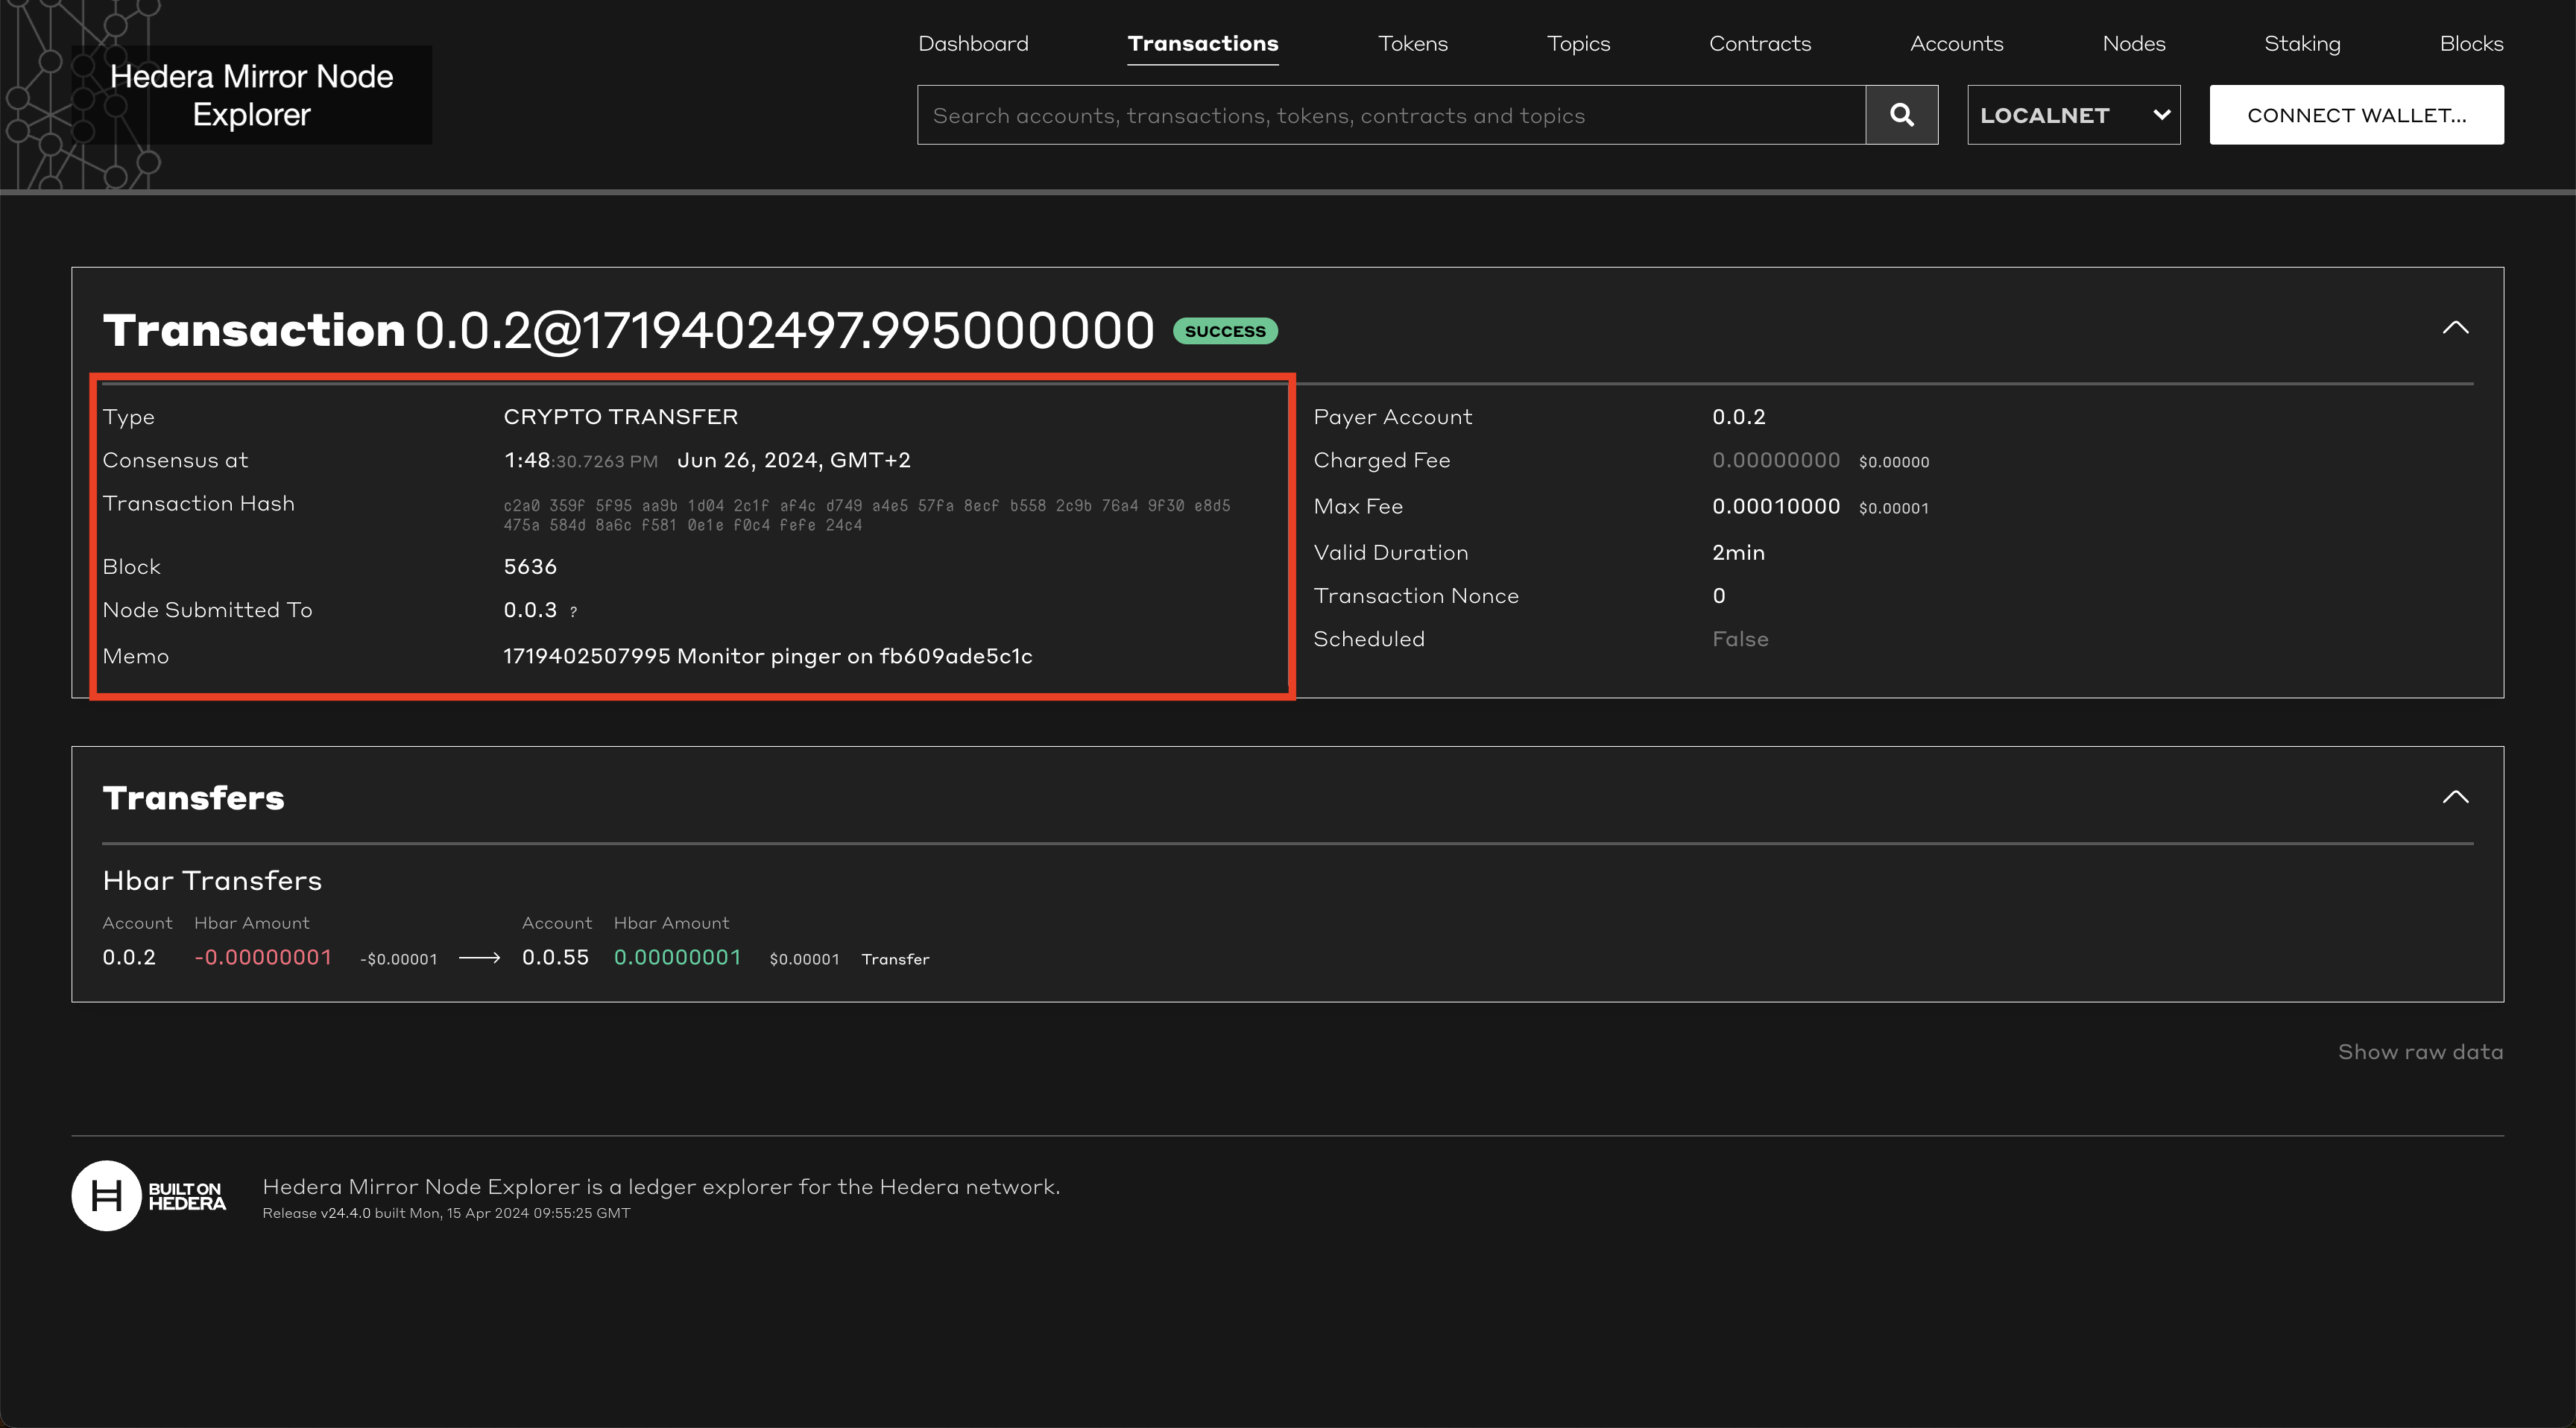 Hedera Mirror Node
Explorer
Dashboard Transactions Tokens Topics Contracts Accounts Nodes Staking Blocks
Search accounts, transactions, tokens, contracts and topics
LOCALNET
CONNECT WALLET...
Transaction 0.0.2@1719402497.995000000 SUCCESS
Type CRYPTO TRANSFER
Consensus at 1:48:30.7263 PM Jun 26, 2024, GMT+2
Transaction Hash c2a0 359f 5f95 aa9b 1d04 2c1f af4c d749 a4e5 57fa 8ecf b558 2c9b 76a4 9f30 e8d5
475a 584d 8a6c f581 0e1e f0c4 fefe 24c4
Block 5636
Node Submitted To 0.0.3 ?
Memo 1719402507995 Monitor pinger on fb609ade5c1c
Payer Account 0.0.2
Charged Fee 0.00000000 $0.00000
Max Fee 0.00010000 $0.00001
Valid Duration 2min
Transaction Nonce 0
Scheduled False
Transfers
Hbar Transfers
Account Hbar Amount Account Hbar Amount
0.0.2 -0.00000001 -$0.00001 0.0.55 0.00000001 $0.00001 Transfer
Show raw data
H
BUILT ON
HEDERA
Hedera Mirror Node Explorer is a ledger explorer for the Hedera network.
Release v24.4.0 built Mon, 15 Apr 2024 09:55:25 GMT